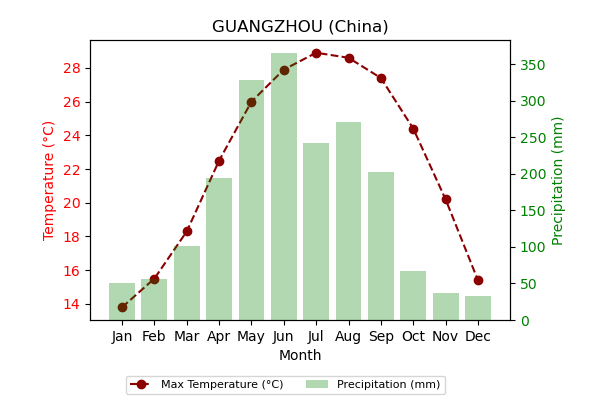 GUANGZHOU (China)
Temperature (°C)
28
26
24
22
20
18
16
14
350
300
250
200
150
100
50
0
Precipitation (mm)
Jan Feb Mar Apr May Jun Jul Aug Sep Oct Nov Dec
Month
Max Temperature (°C) Precipitation (mm)